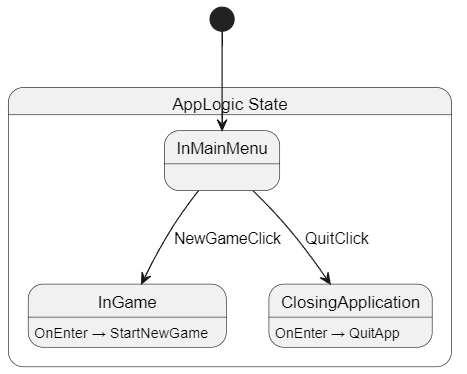 AppLogic State
InMainMenu
NewGameClick
QuitClick
InGame
OnEnter → StartNewGame
ClosingApplication
OnEnter → QuitApp